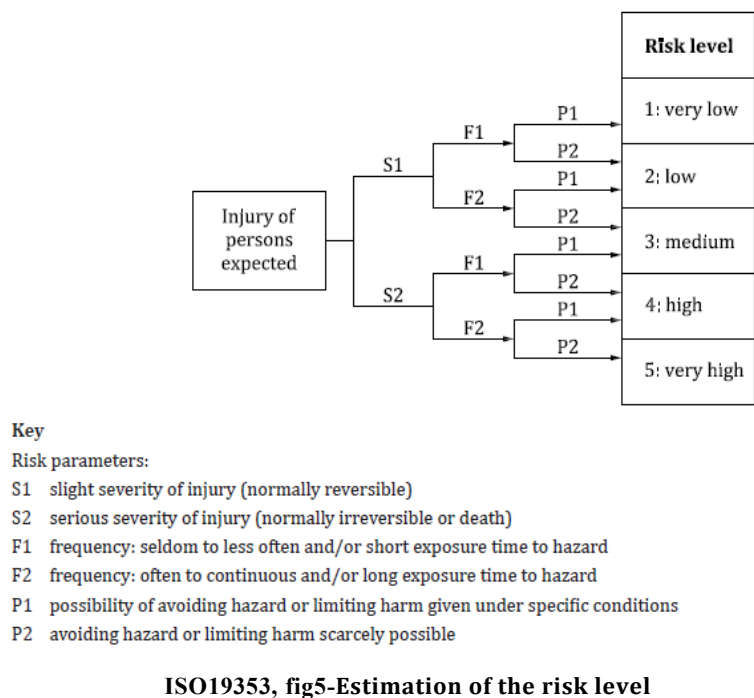 Risk level
P1
1: very low
F1
P2
S1
P1
2: low
F2
P2
Injury of
persons
expected
P1
3: medium
F1
P2
S2
P1
4: high
F2
P2
5: very high
Key
Risk parameters:
S1 slight severity of injury (normally reversible)
S2 serious severity of injury (normally irreversible or death)
F1 frequency: seldom to less often and/or short exposure time to hazard
F2 frequency: often to continuous and/or long exposure time to hazard
P1 possibility of avoiding hazard or limiting harm given under specific conditions
P2 avoiding hazard or limiting harm scarcely possible
ISO19353, fig5-Estimation of the risk level